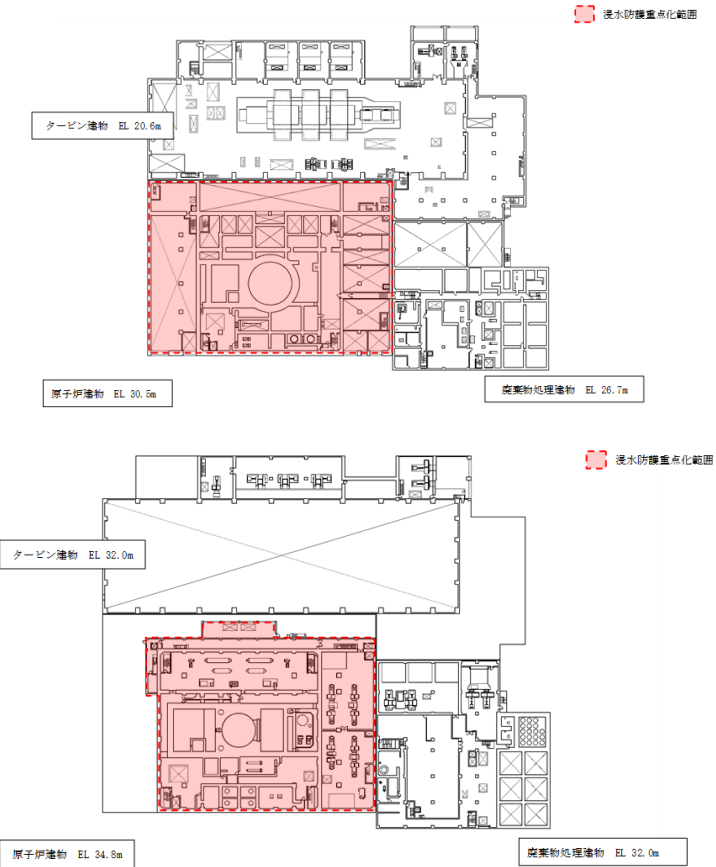 浸水防護重点化範囲
タービン建物 EL 20.6m
原子炉建物 EL 30.5m
廃棄物処理建物 EL 26.7m
浸水防護重点化範囲
タービン建物 EL 32.0m
原子炉建物 EL 34.8m
廃棄物処理建物 EL 32.0m